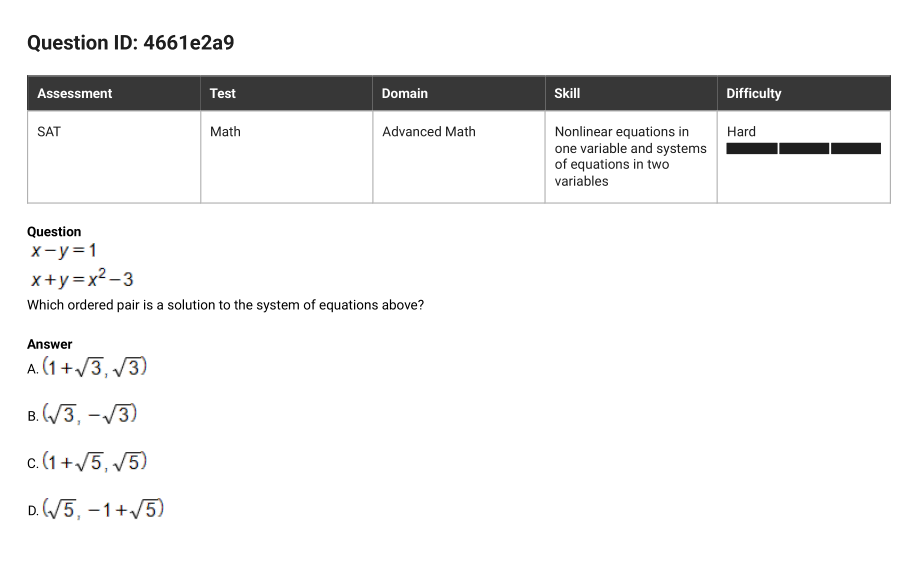 Question ID: 4661e2a9
Assessment Test Domain Skill Difficulty
SAT Math Advanced Math Nonlinear equations in Hard
one variable and systems
of equations in two
variables
Question
x − y = 1
x + y = x² − 3
Which ordered pair is a solution to the system of equations above?
Answer
A. (1 + √3, √3)
B. (√3, −√3)
C. (1 + √5, √5)
D. (√5, −1 + √5)